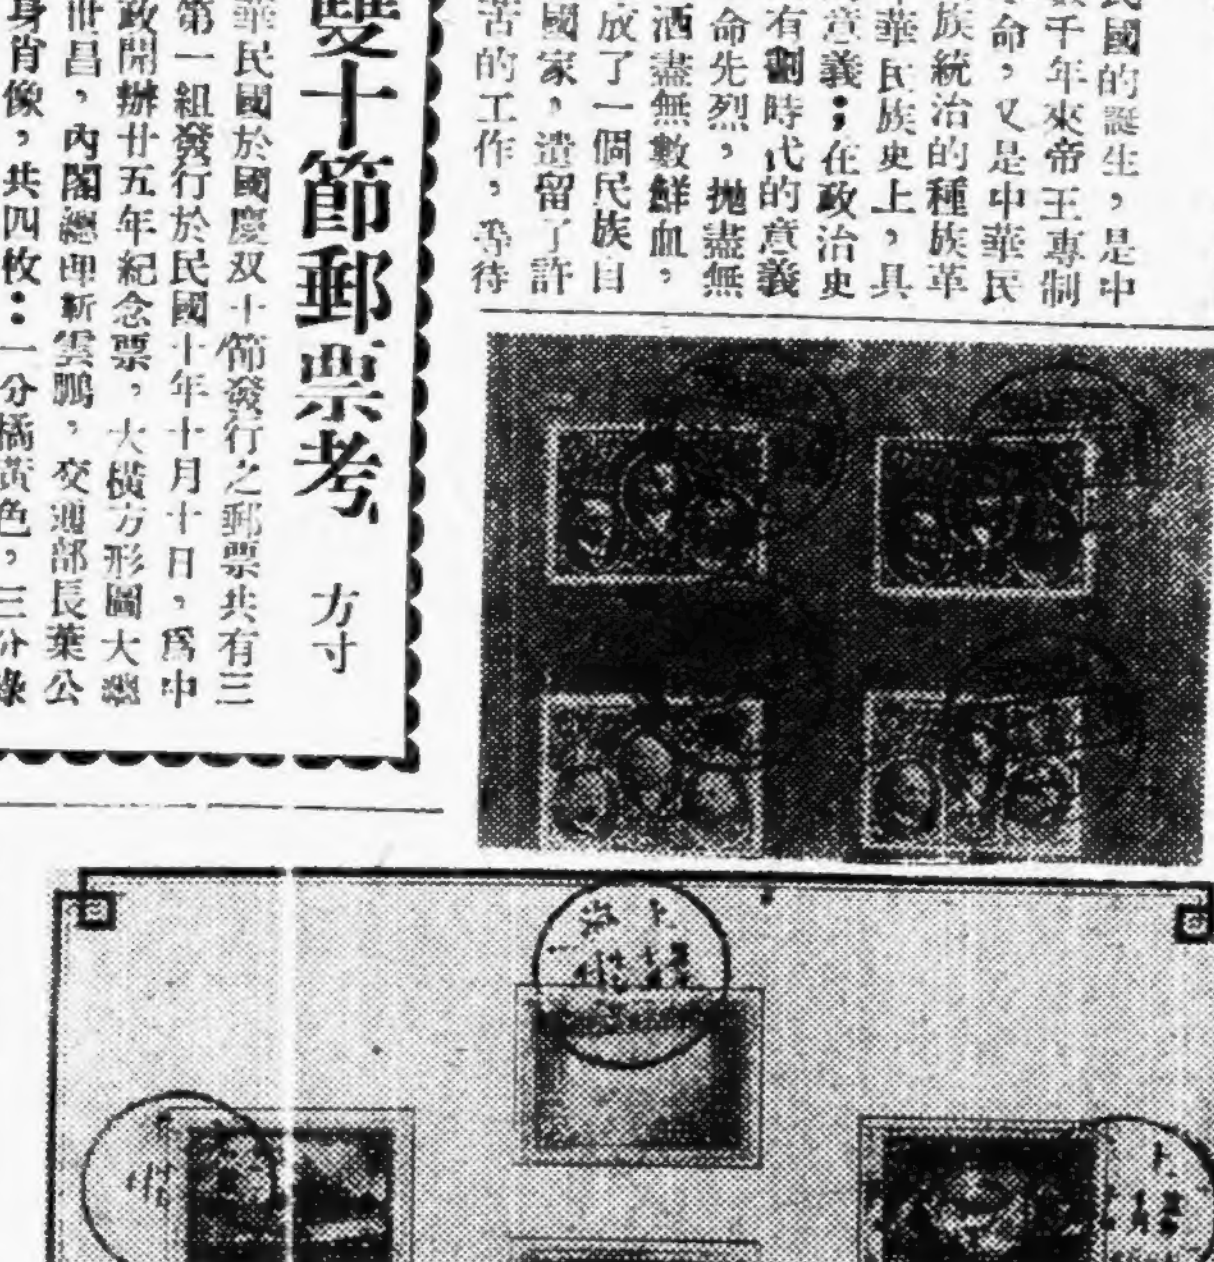 民國的誕生，是中
千年來帝王專制
命，又是中華民
族統治的種族革
華民族史上，具
意義；在政治史
有劃時代的意義
命先烈，拋盡無
洒盡無數鮮血，
放了一個民族自
國家，遺留了許
苦的工作，等待
雙十節郵票考 方寸
華民國於國慶双十節發行之郵票共有三
第一組發行於民國十年十月十日，爲中
政開辦廿五年紀念票，大橫方形圖大總
世昌，內閣總理靳雲鵬，交通部長葉公
身肖像，共四枚：一分橘黃色，三分綠
上海
上海